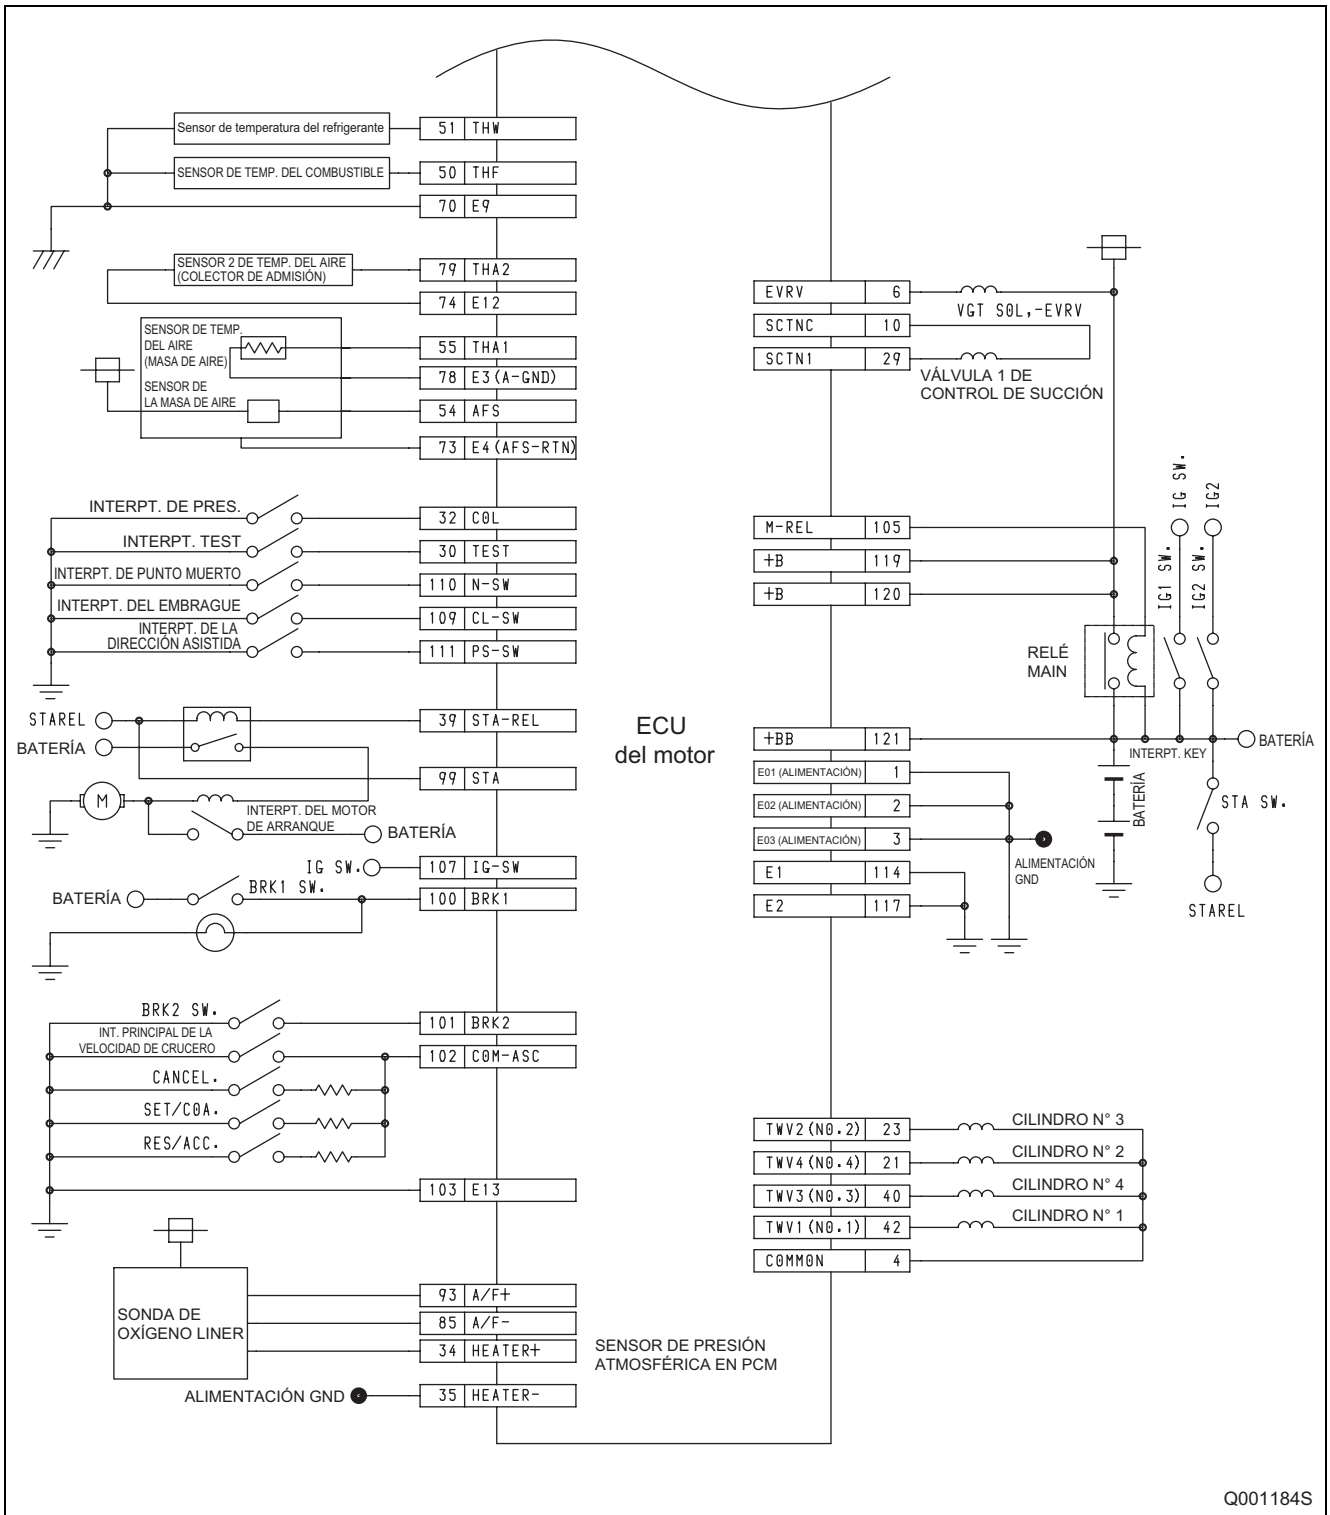 Sensor de temperatura del refrigerante
51 THW
SENSOR DE TEMP. DEL COMBUSTIBLE
50 THF
70 E9
SENSOR 2 DE TEMP. DEL AIRE
(COLECTOR DE ADMISIÓN)
79 THA2
74 E12
SENSOR DE TEMP.
DEL AIRE
(MASA DE AIRE)
55 THA1
78 E3(A-GND)
SENSOR DE
LA MASA DE AIRE
54 AFS
73 E4(AFS-RTN)
INTERPT. DE PRES.
32 COL
INTERPT. TEST
30 TEST
INTERPT. DE PUNTO MUERTO
110 N-SW
INTERPT. DEL EMBRAGUE
109 CL-SW
INTERPT. DE LA
DIRECCIÓN ASISTIDA
111 PS-SW
STAREL
39 STA-REL
BATERÍA
99 STA
M
INTERPT. DEL MOTOR
DE ARRANQUE
BATERÍA
IG SW.
107 IG-SW
BATERÍA
BRK1 SW.
100 BRK1
BRK2 SW.
101 BRK2
INT. PRINCIPAL DE LA
VELOCIDAD DE CRUCERO
102 COM-ASC
CANCEL.
SET/COA.
RES/ACC.
103 E13
SONDA DE
OXÍGENO LINER
93 A/F+
85 A/F-
34 HEATER+
ALIMENTACIÓN GND
35 HEATER-
ECU
del motor
SENSOR DE PRESIÓN
ATMOSFÉRICA EN PCM
EVRV 6
VGT SOL,-EVRV
SCTNC 10
SCTN1 29
VÁLVULA 1 DE
CONTROL DE SUCCIÓN
M-REL 105
+B 119
+B 120
RELÉ
MAIN
IG1 SW.
IG SW.
IG2 SW.
IG2
+BB 121
INTERPT. KEY
BATERÍA
E01 (ALIMENTACIÓN) 1
E02 (ALIMENTACIÓN) 2
E03 (ALIMENTACIÓN) 3
BATERÍA
STA SW.
ALIMENTACIÓN
GND
E1 114
E2 117
STAREL
TWV2(NO.2) 23
CILINDRO N° 3
TWV4(NO.4) 21
CILINDRO N° 2
TWV3(NO.3) 40
CILINDRO N° 4
TWV1(NO.1) 42
CILINDRO N° 1
COMMON 4
Q001184S